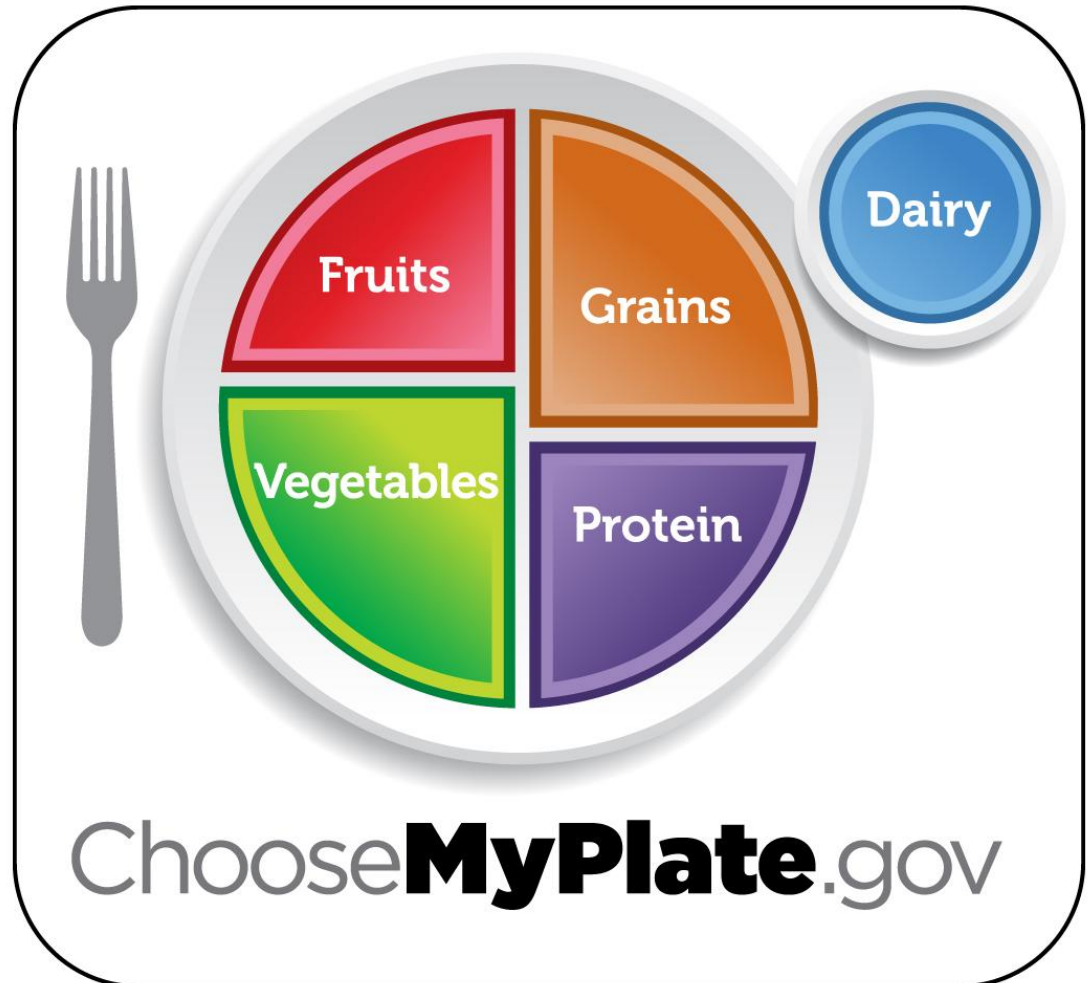 Dairy
Fruits
Grains
Vegetables
Protein
ChooseMyPlate.gov